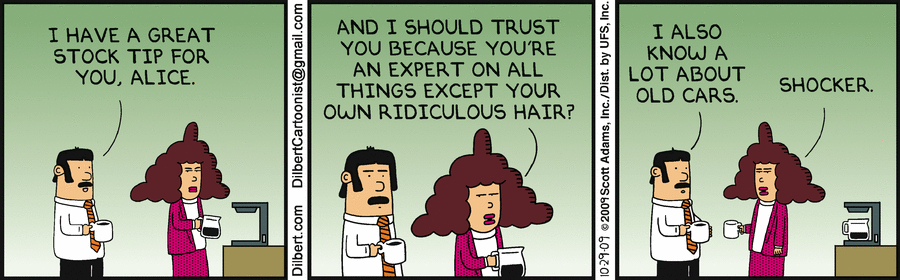 I HAVE A GREAT
STOCK TIP FOR
YOU, ALICE.
Dilbert.com DilbertCartoonist@gmail.com
AND I SHOULD TRUST
YOU BECAUSE YOU'RE
AN EXPERT ON ALL
THINGS EXCEPT YOUR
OWN RIDICULOUS HAIR?
10-29-09 ©2009 Scott Adams, Inc./Dist. by UFS, Inc.
I ALSO
KNOW A
LOT ABOUT
OLD CARS.
SHOCKER.